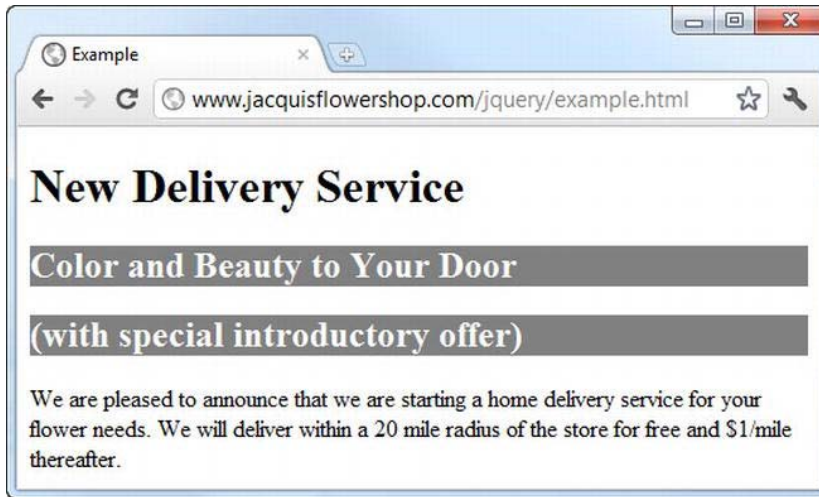 Example
www.jacquisflowershop.com/jquery/example.html
New Delivery Service
Color and Beauty to Your Door
(with special introductory offer)
We are pleased to announce that we are starting a home delivery service for your
flower needs. We will deliver within a 20 mile radius of the store for free and $1/mile
thereafter.